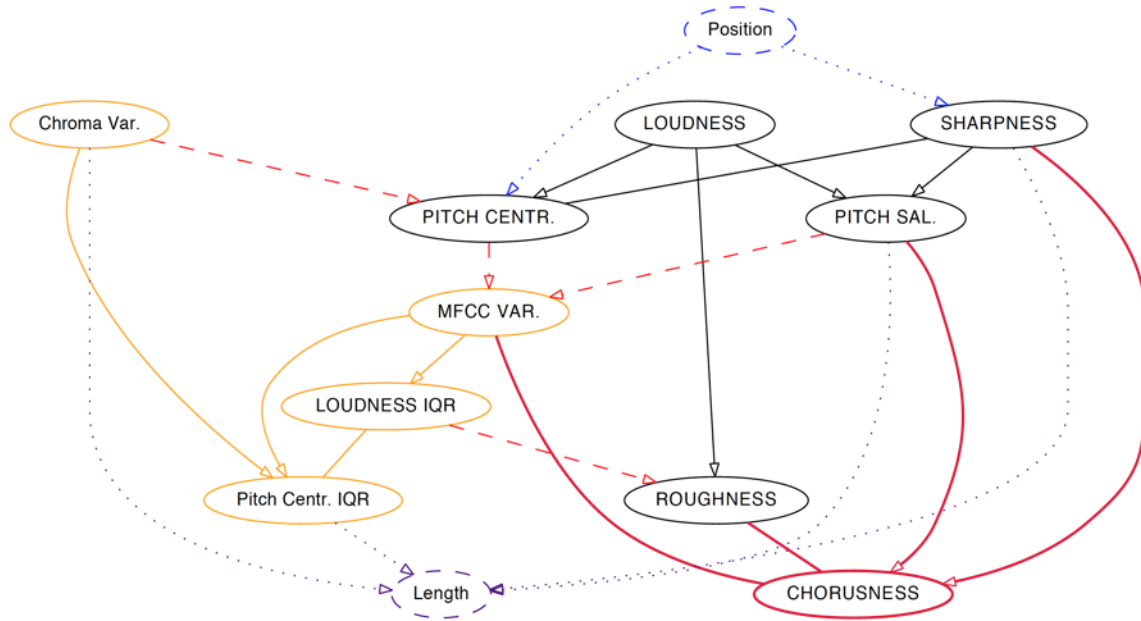 Position
Chroma Var.
LOUDNESS
SHARPNESS
PITCH CENTR.
PITCH SAL.
MFCC VAR.
LOUDNESS IQR
Pitch Centr. IQR
ROUGHNESS
Length
CHORUSNESS